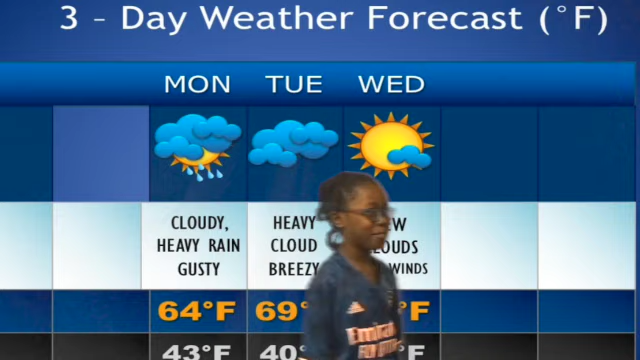 3 - Day Weather Forecast (°F)
MON TUE WED
CLOUDY, HEAVY W
HEAVY RAIN CLOUD OUDS
GUSTY BREEZY WINDS
64°F 69° °F
43°F 40° °F